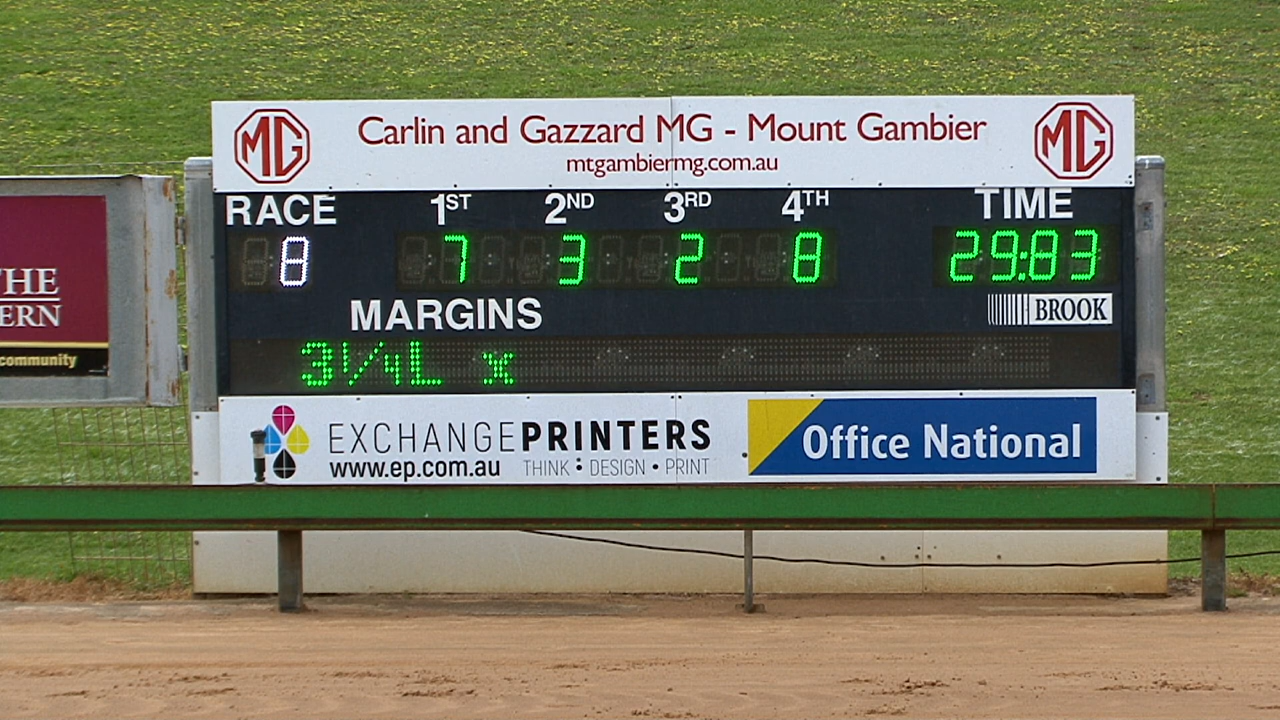 MG
Carlin and Gazzard MG - Mount Gambier
MG
mtgambiermg.com.au
RACE 1ST 2ND 3RD 4TH TIME
8 7 3 2 8 29:83
MARGINS
BROOK
3 1/4L x
EXCHANGEPRINTERS
www.ep.com.au THINK : DESIGN • PRINT
Office National
THE
ERN
community